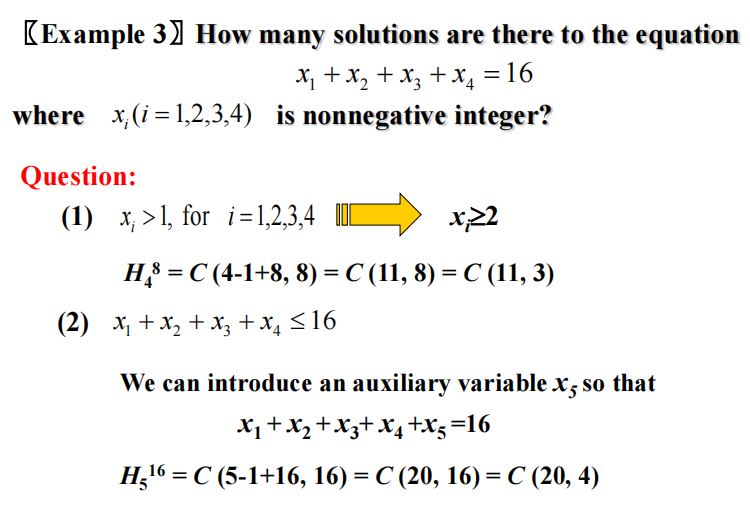 〖Example 3〗 How many solutions are there to the equation
x₁ + x₂ + x₃ + x₄ = 16
where xᵢ(i = 1,2,3,4) is nonnegative integer?
Question:
(1) xᵢ > 1, for i = 1,2,3,4 xᵢ≥2
H₄⁸ = C (4-1+8, 8) = C (11, 8) = C (11, 3)
(2) x₁ + x₂ + x₃ + x₄ ≤ 16
We can introduce an auxiliary variable x₅ so that
x₁ + x₂ + x₃ + x₄ + x₅ = 16
H₅¹⁶ = C (5-1+16, 16) = C (20, 16) = C (20, 4)